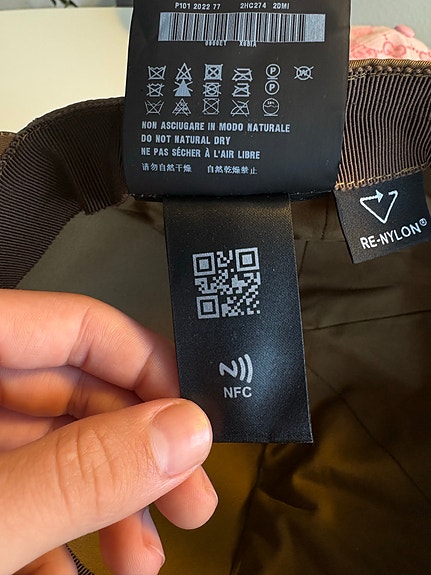 P101 2022 77 2HC274 2DMI
NON ASCIUGARE IN MODO NATURALE
DO NOT NATURAL DRY
NE PAS SÉCHER À L'AIR LIBRE
请勿自然干燥 自然乾燥禁止
RE-NYLON®
NFC